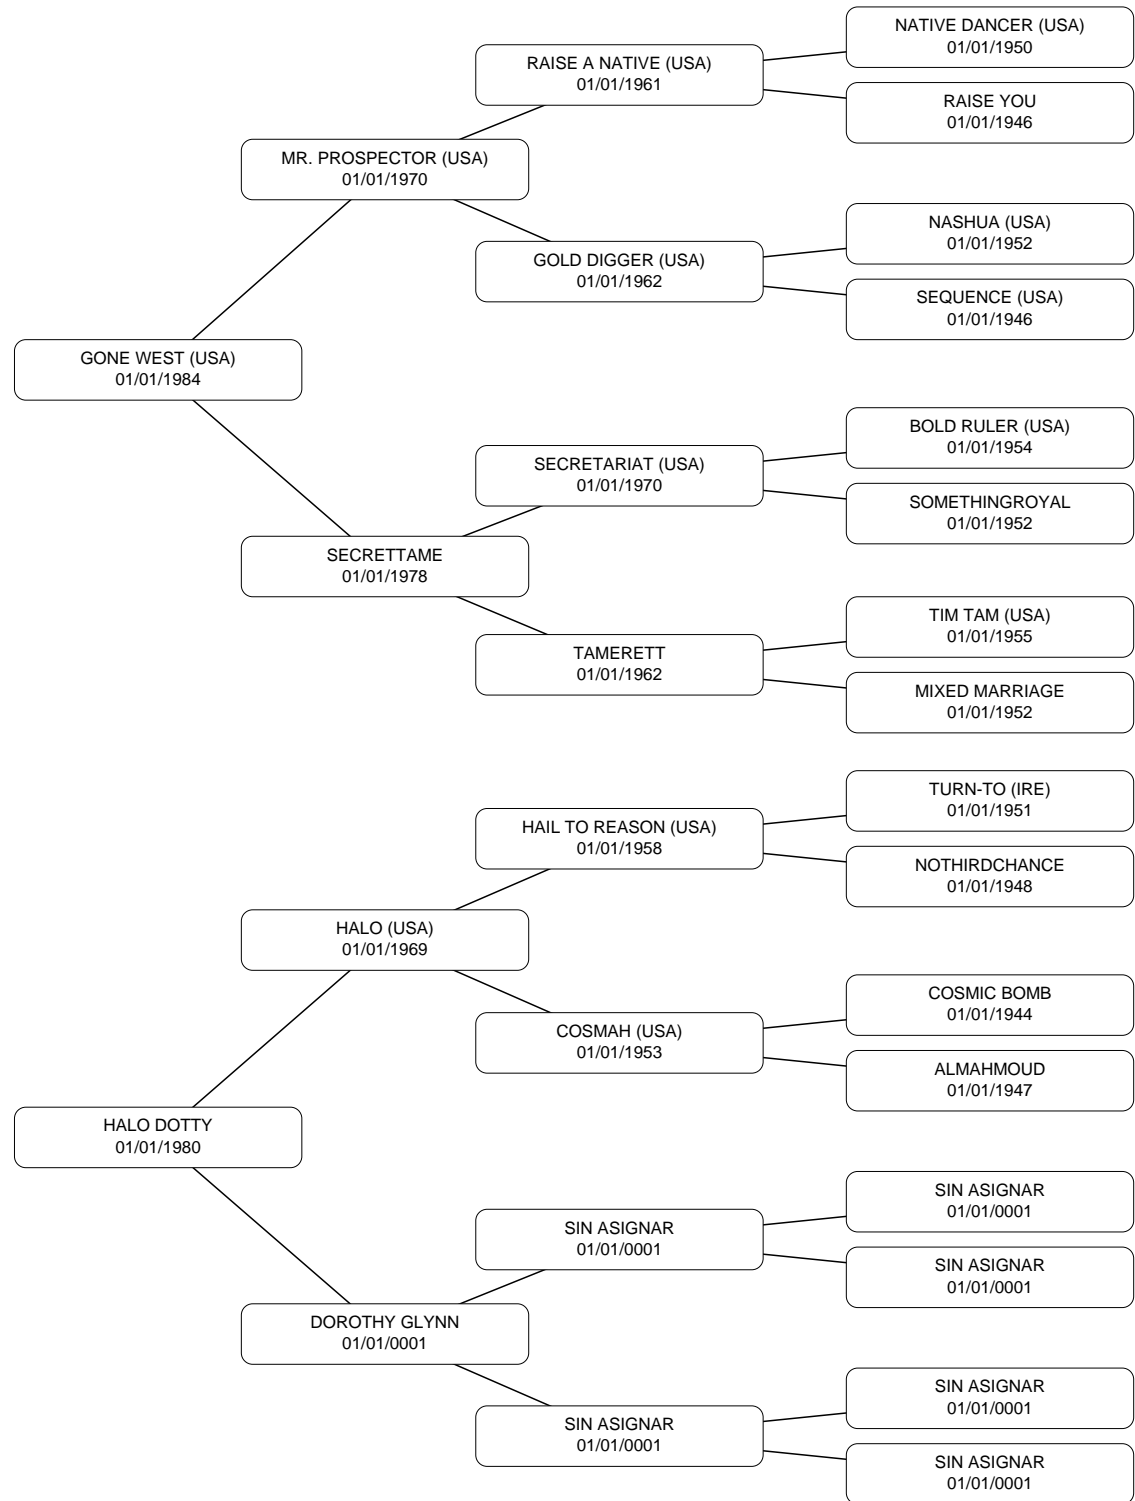 NATIVE DANCER (USA)
01/01/1950
RAISE A NATIVE (USA)
01/01/1961
RAISE YOU
01/01/1946
MR. PROSPECTOR (USA)
01/01/1970
NASHUA (USA)
01/01/1952
GOLD DIGGER (USA)
01/01/1962
SEQUENCE (USA)
01/01/1946
GONE WEST (USA)
01/01/1984
BOLD RULER (USA)
01/01/1954
SECRETARIAT (USA)
01/01/1970
SOMETHINGROYAL
01/01/1952
SECRETTAME
01/01/1978
TIM TAM (USA)
01/01/1955
TAMERETT
01/01/1962
MIXED MARRIAGE
01/01/1952
TURN-TO (IRE)
01/01/1951
HAIL TO REASON (USA)
01/01/1958
NOTHIRDCHANCE
01/01/1948
HALO (USA)
01/01/1969
COSMIC BOMB
01/01/1944
COSMAH (USA)
01/01/1953
ALMAHMOUD
01/01/1947
HALO DOTTY
01/01/1980
SIN ASIGNAR
01/01/0001
SIN ASIGNAR
01/01/0001
SIN ASIGNAR
01/01/0001
DOROTHY GLYNN
01/01/0001
SIN ASIGNAR
01/01/0001
SIN ASIGNAR
01/01/0001
SIN ASIGNAR
01/01/0001